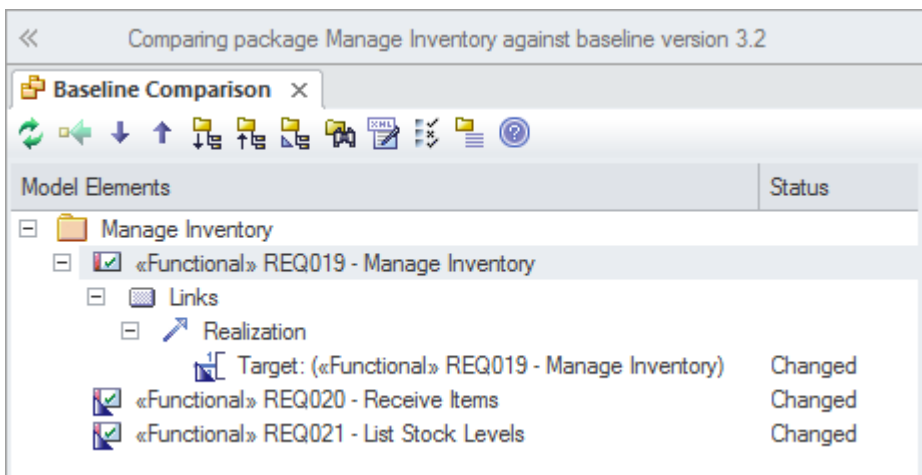 Comparing package Manage Inventory against baseline version 3.2
Baseline Comparison
XML
Model Elements Status
Manage Inventory
«Functional» REQ019 - Manage Inventory
Links
Realization
Target: («Functional» REQ019 - Manage Inventory) Changed
«Functional» REQ020 - Receive Items Changed
«Functional» REQ021 - List Stock Levels Changed